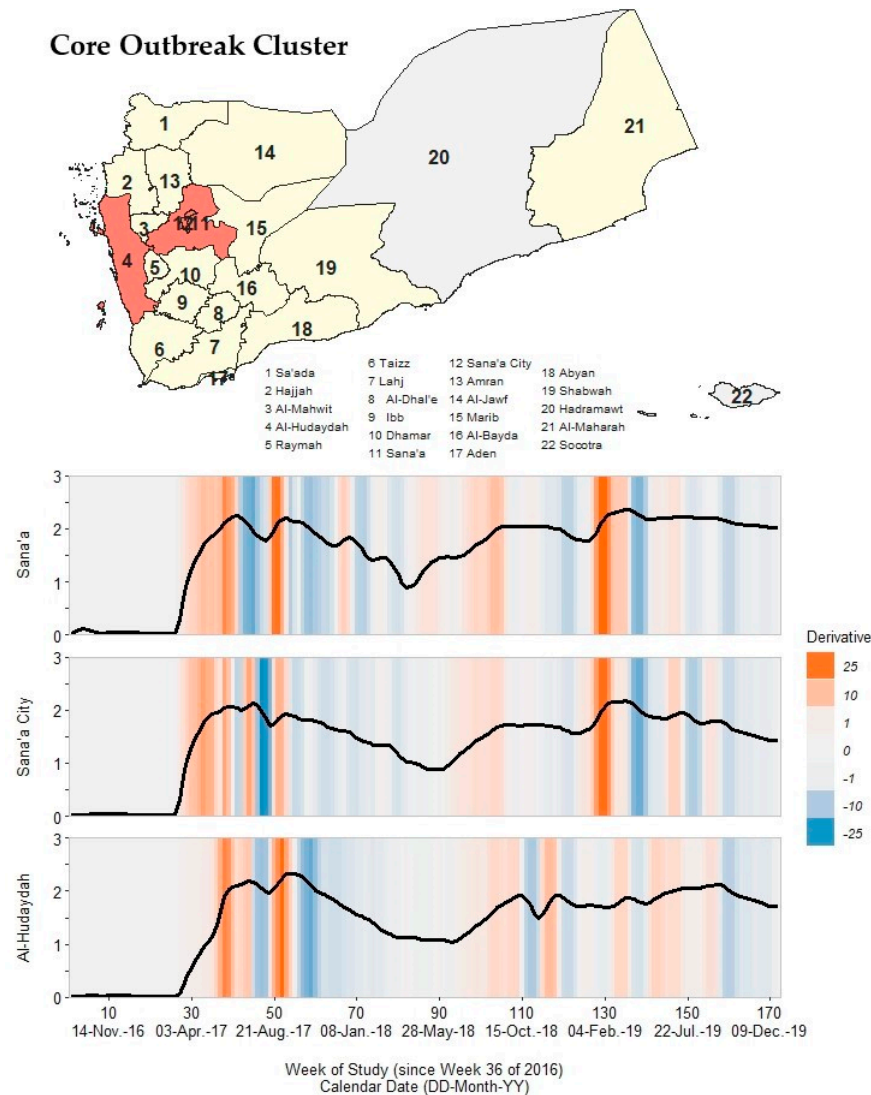 Core Outbreak Cluster
1
2
13
14
20
21
3
12
11
15
4
5
10
16
19
9
8
6
7
18
17
22
1 Sa'ada
2 Hajjah
3 Al-Mahwit
4 Al-Hudaydah
5 Raymah
6 Taizz
7 Lahj
8 Al-Dhal'e
9 Ibb
10 Dhamar
11 Sana'a
12 Sana'a City
13 Amran
14 Al-Jawf
15 Marib
16 Al-Bayda
17 Aden
18 Abyan
19 Shabwah
20 Hadramawt
21 Al-Maharah
22 Socotra
3
2
1
0
Sana'a
3
2
1
0
Sana'a City
3
2
1
0
Al-Hudaydah
Derivative
25
10
1
0
-1
-10
-25
10 30 50 70 90 110 130 150 170
14-Nov.-16 03-Apr.-17 21-Aug.-17 08-Jan.-18 28-May-18 15-Oct.-18 04-Feb.-19 22-Jul.-19 09-Dec.-19
Week of Study (since Week 36 of 2016)
Calendar Date (DD-Month-YY)